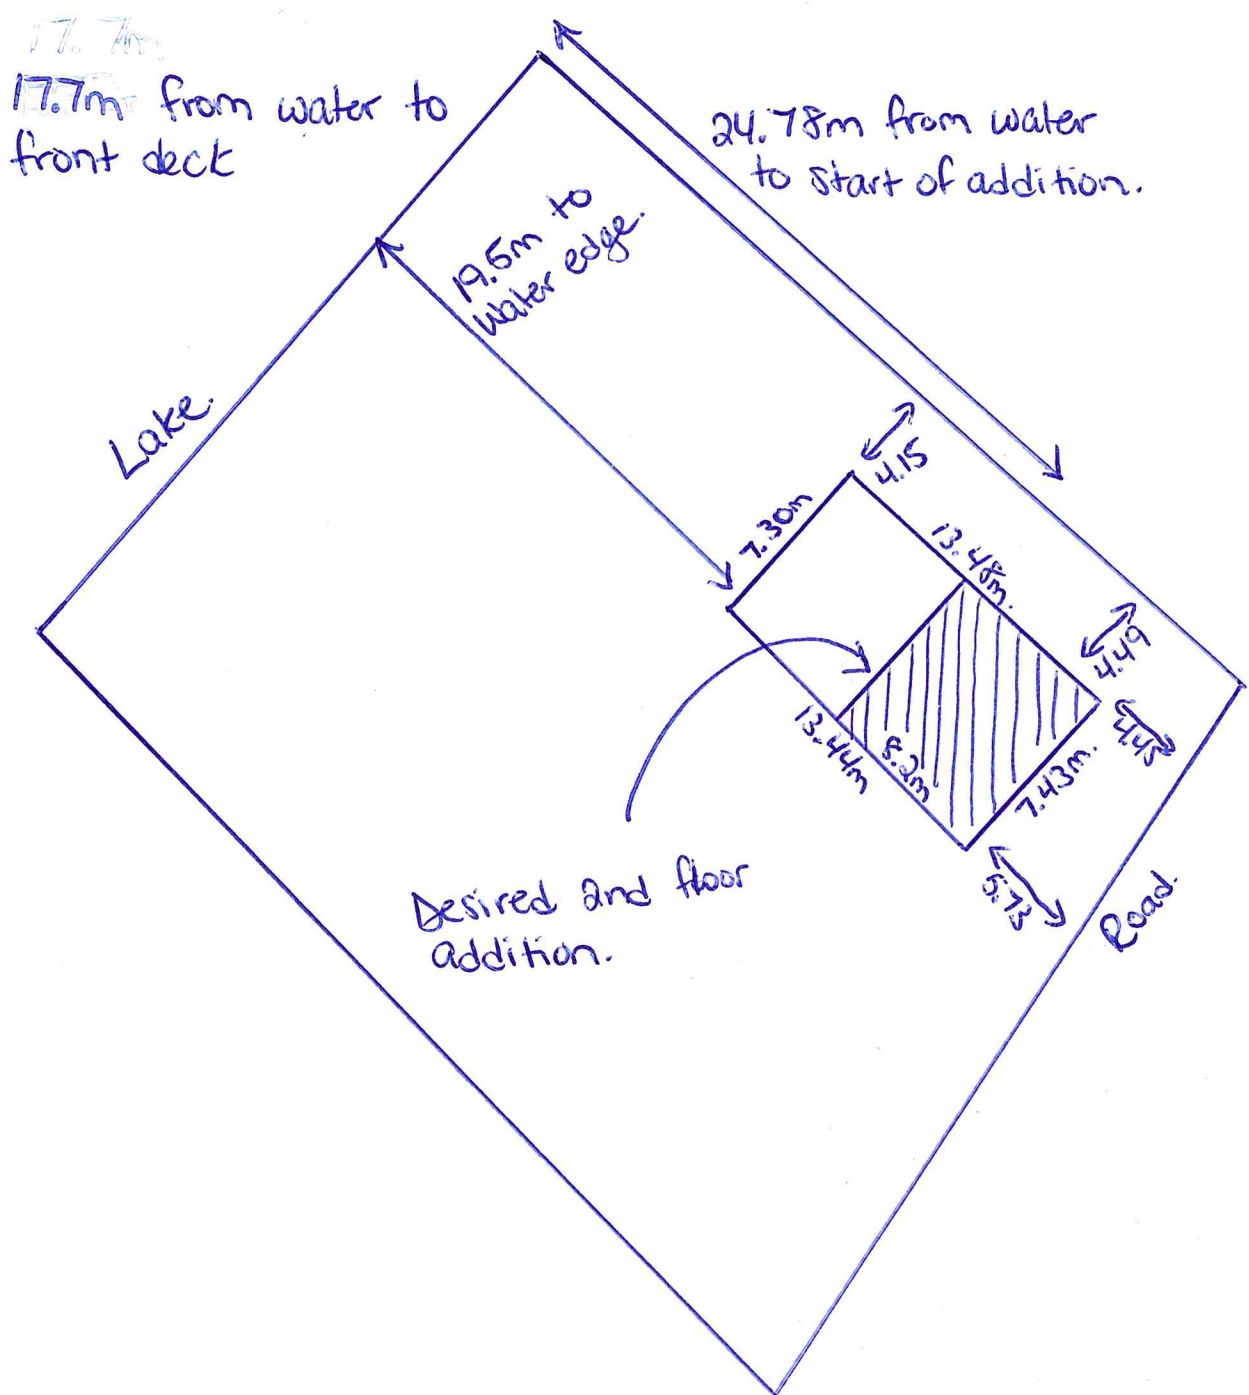 17.7m
17.7m from water to
front deck
24.78m from water
to start of addition.
19.5m to
water edge.
Lake.
4.15
7.30m
13.48m.
4.49
4.45
13.44m
8.2m
7.43m.
5.73
Road.
Desired 2nd floor
addition.